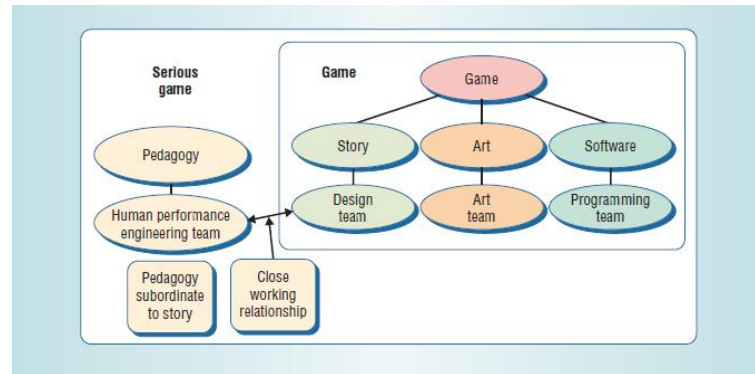 Serious
game
Game
Game
Story
Art
Software
Pedagogy
Design
team
Art
team
Programming
team
Human performance
engineering team
Pedagogy
subordinate
to story
Close
working
relationship